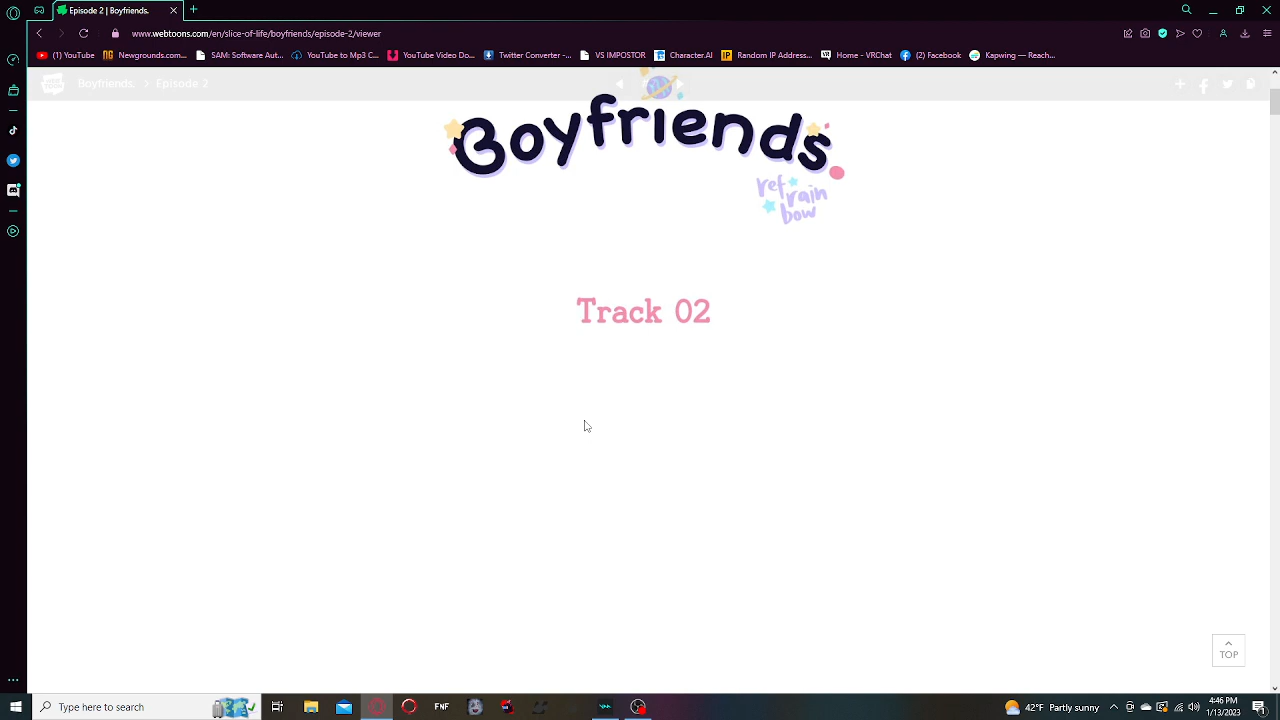 Episode 2 | Boyfriends.
www.webtoons.com/en/slice-of-life/boyfriends/episode-2/viewer
(1) YouTube
Newgrounds.com...
SAM: Software Aut...
YouTube to Mp3 C...
YouTube Video Do...
Twitter Converter -...
VS IMPOSTOR
Character.AI
Random IP Address...
Home - VRChat
(2) Facebook
Kapwing — Reach...
Boyfriends. > Episode 2
Boyfriends.
refrainbow
Track 02
TOP
Type here to search
FNF
42°F Partly sunny
4:46 PM
1/13/2023